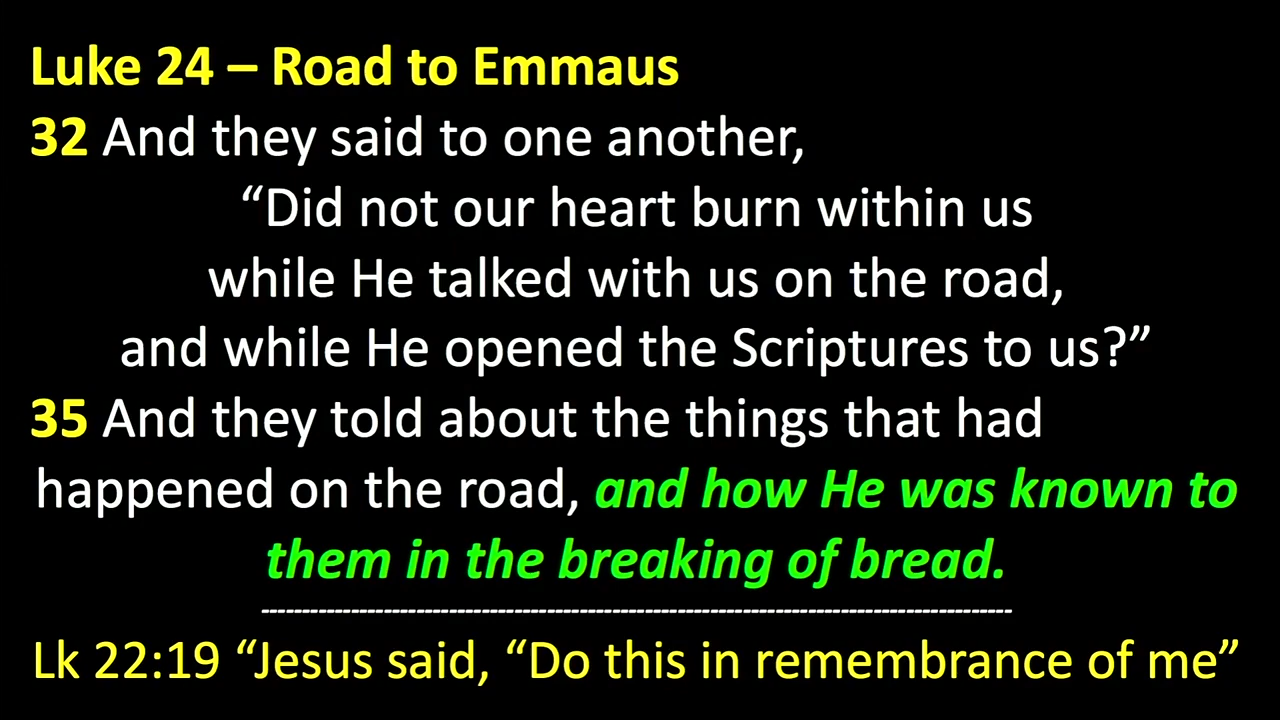 Luke 24 – Road to Emmaus
32 And they said to one another,
“Did not our heart burn within us
while He talked with us on the road,
and while He opened the Scriptures to us?”
35 And they told about the things that had
happened on the road, and how He was known to
them in the breaking of bread.
--------------------------------------------------------------------------------------------
Lk 22:19 “Jesus said, “Do this in remembrance of me”